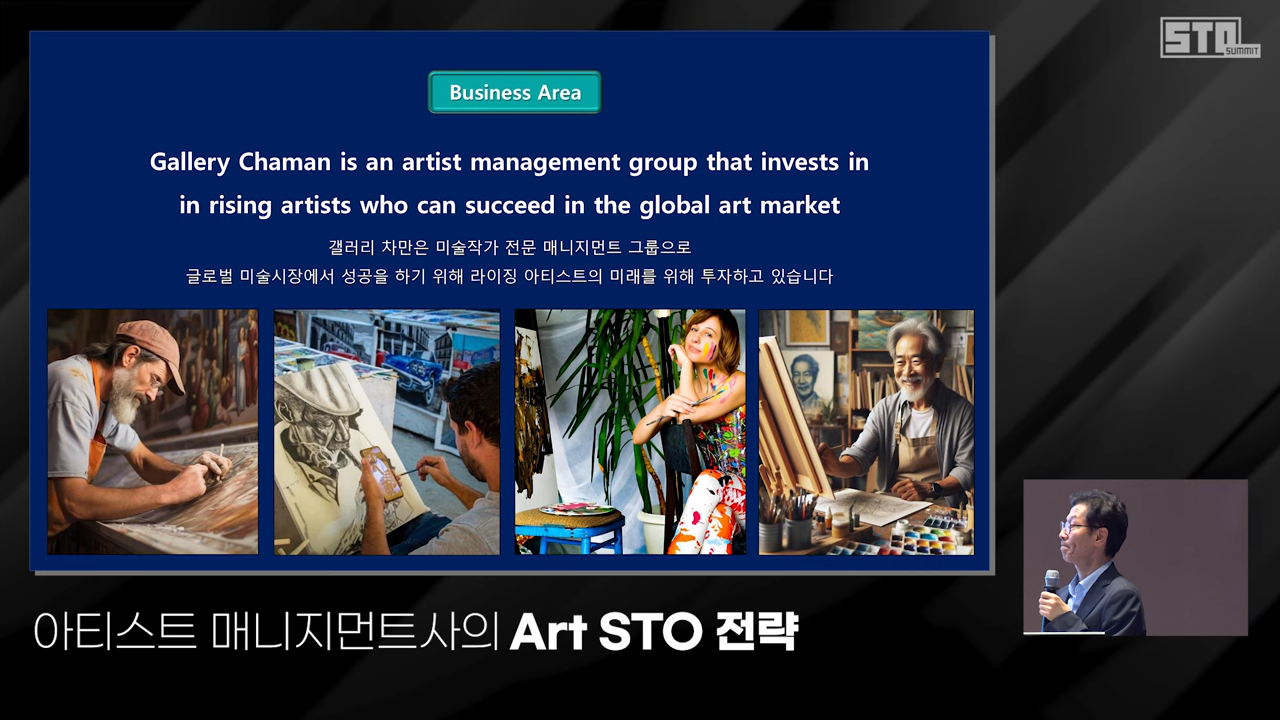 STO
SUMMIT
Business Area
Gallery Chaman is an artist management group that invests in
in rising artists who can succeed in the global art market
갤러리 차만은 미술작가 전문 매니지먼트 그룹으로
글로벌 미술시장에서 성공을 하기 위해 라이징 아티스트의 미래를 위해 투자하고 있습니다
아티스트 매니지먼트사의 Art STO 전략